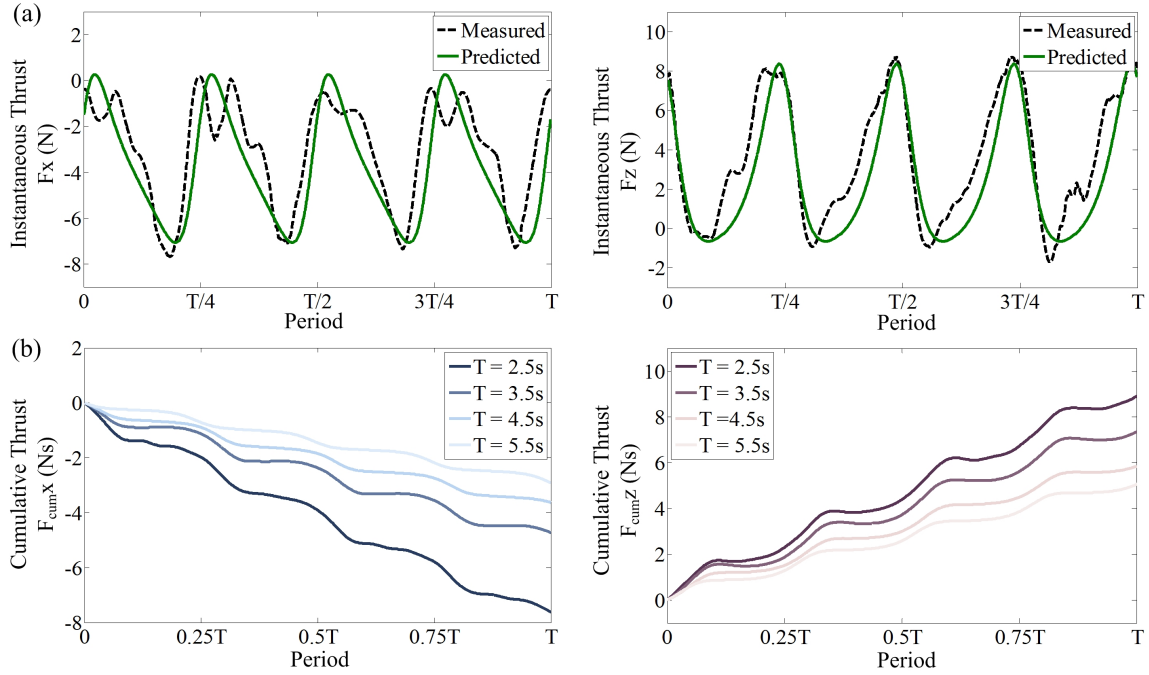 (a)
Instantaneous Thrust
Fx (N)
2
0
-2
-4
-6
-8
Measured
Predicted
0
T/4
T/2
3T/4
T
Period
Instantaneous Thrust
Fz (N)
10
8
6
4
2
0
-2
Measured
Predicted
0
T/4
T/2
3T/4
T
Period
(b)
Cumulative Thrust
Fcumx (Ns)
2
0
-2
-4
-6
-8
T = 2.5s
T = 3.5s
T = 4.5s
T = 5.5s
0
0.25T
0.5T
0.75T
T
Period
Cumulative Thrust
Fcumz (Ns)
10
8
6
4
2
0
T = 2.5s
T = 3.5s
T =4.5s
T = 5.5s
0
0.25T
0.5T
0.75T
T
Period